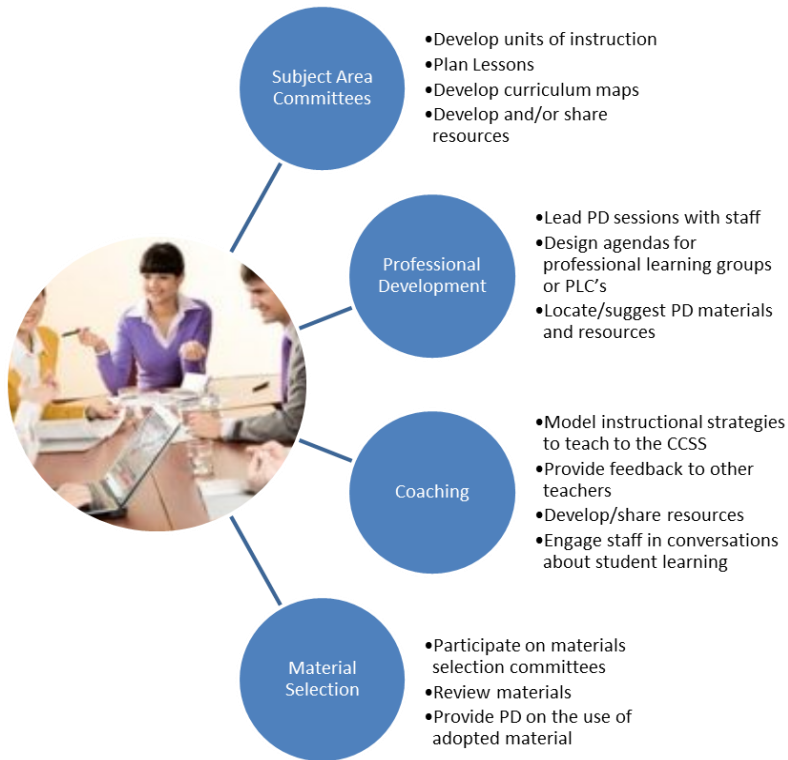 Subject Area
Committees
•Develop units of instruction
•Plan Lessons
•Develop curriculum maps
•Develop and/or share
resources
Professional
Development
•Lead PD sessions with staff
•Design agendas for
professional learning groups
or PLC's
•Locate/suggest PD materials
and resources
Coaching
•Model instructional strategies
to teach to the CCSS
•Provide feedback to other
teachers
•Develop/share resources
•Engage staff in conversations
about student learning
Material
Selection
•Participate on materials
selection committees
•Review materials
•Provide PD on the use of
adopted material